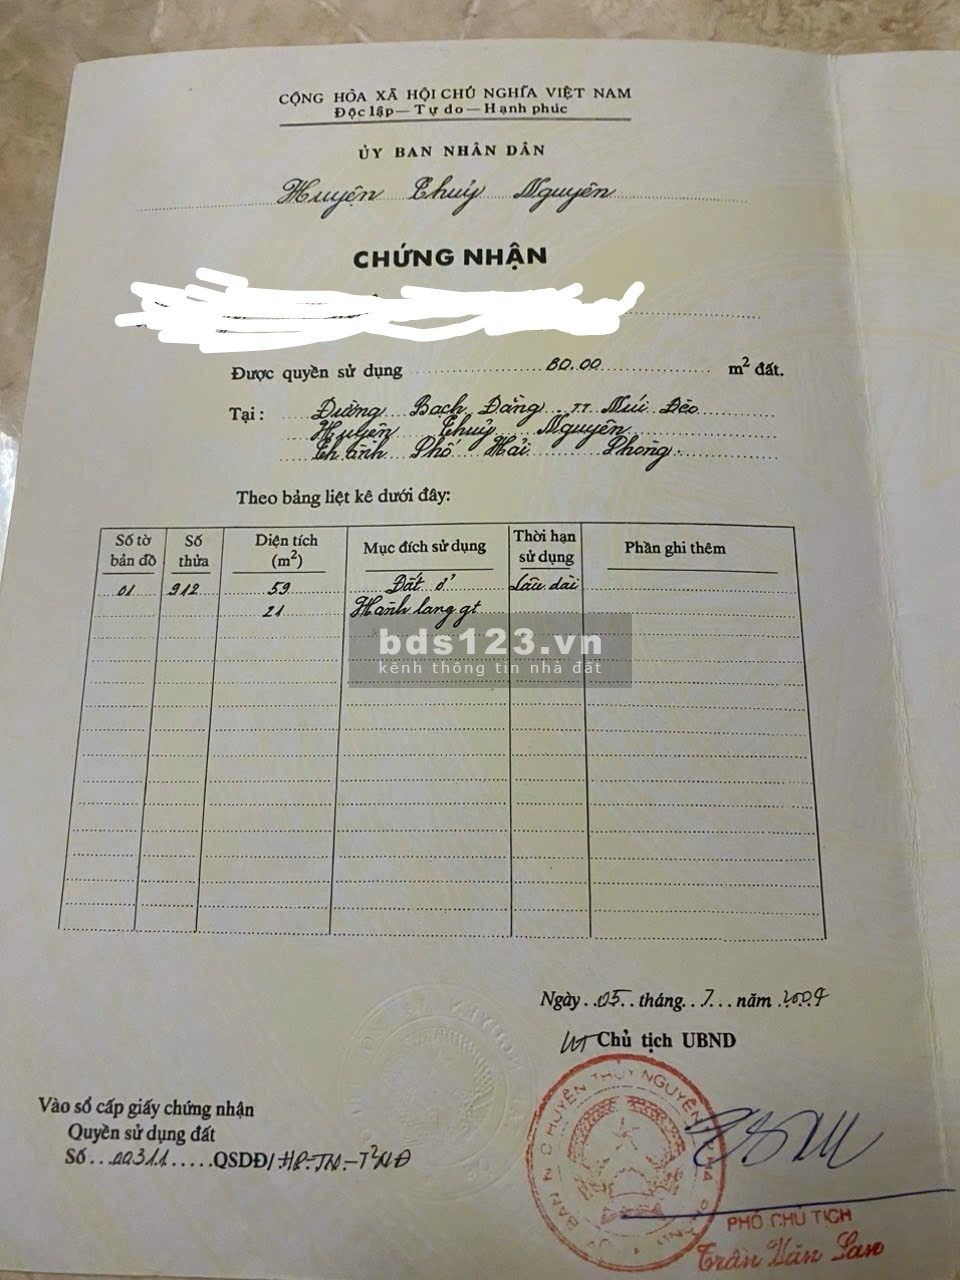 CỘNG HÒA XÃ HỘI CHỦ NGHĨA VIỆT NAM
Độc lập — Tự do — Hạnh phúc
ỦY BAN NHÂN DÂN
Huyện Thuỷ Nguyên
CHỨNG NHẬN
Được quyền sử dụng 80.00 m² đất.
Tại : Đường Bạch Đằng TT Núi Đèo
Huyện Thuỷ Nguyên
Thành Phố Hải Phòng.
Theo bảng liệt kê dưới đây:
Số tờ bản đồ Số thửa Diện tích (m²) Mục đích sử dụng Thời hạn sử dụng Phần ghi thêm
01 912 59 Đất ở Lâu dài
21 Hành lang gt
bds123.vn
kênh thông tin nhà đất
Ngày 05 tháng 7 năm 2004
KT Chủ tịch UBND
HUYỆN THỦY NGUYÊN
PHÓ CHỦ TỊCH
Trần Văn Lan
Vào sổ cấp giấy chứng nhận
Quyền sử dụng đất
Số 00311 QSDĐ/